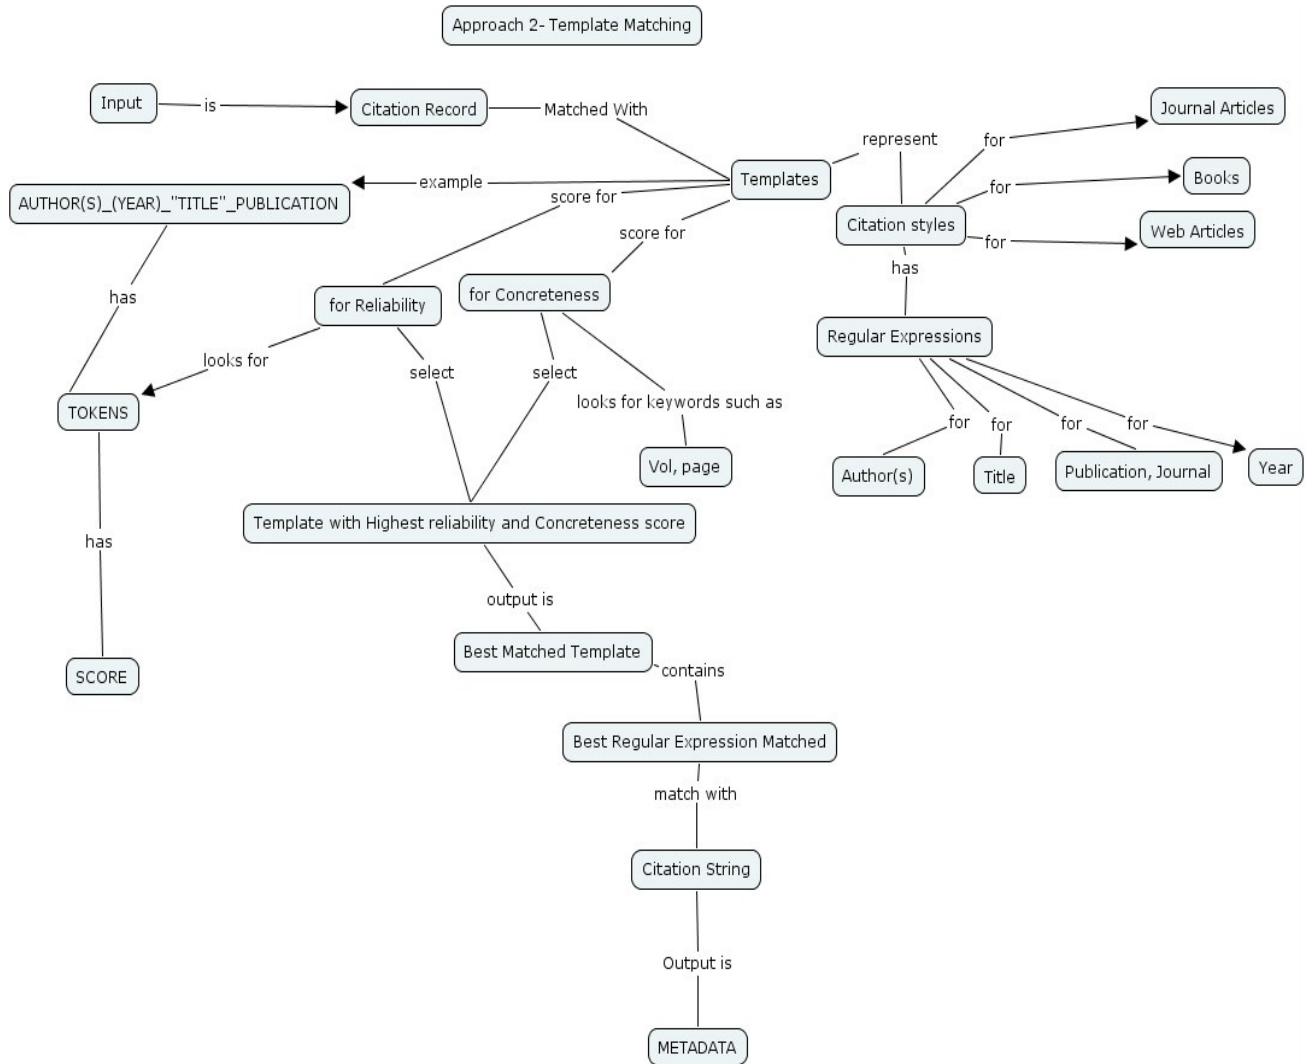 Approach 2- Template Matching
Input
is
Citation Record
Matched With
Templates
represent
Citation styles
for
Journal Articles
for
Books
for
Web Articles
example
AUTHOR(S)_(YEAR)_"TITLE"_PUBLICATION
score for
score for
has
for Reliability
for Concreteness
has
Regular Expressions
looks for
select
select
looks for keywords such as
TOKENS
Vol, page
for
for
for
for
Author(s)
Title
Publication, Journal
Year
Template with Highest reliability and Concreteness score
has
output is
SCORE
Best Matched Template
contains
Best Regular Expression Matched
match with
Citation String
Output is
METADATA